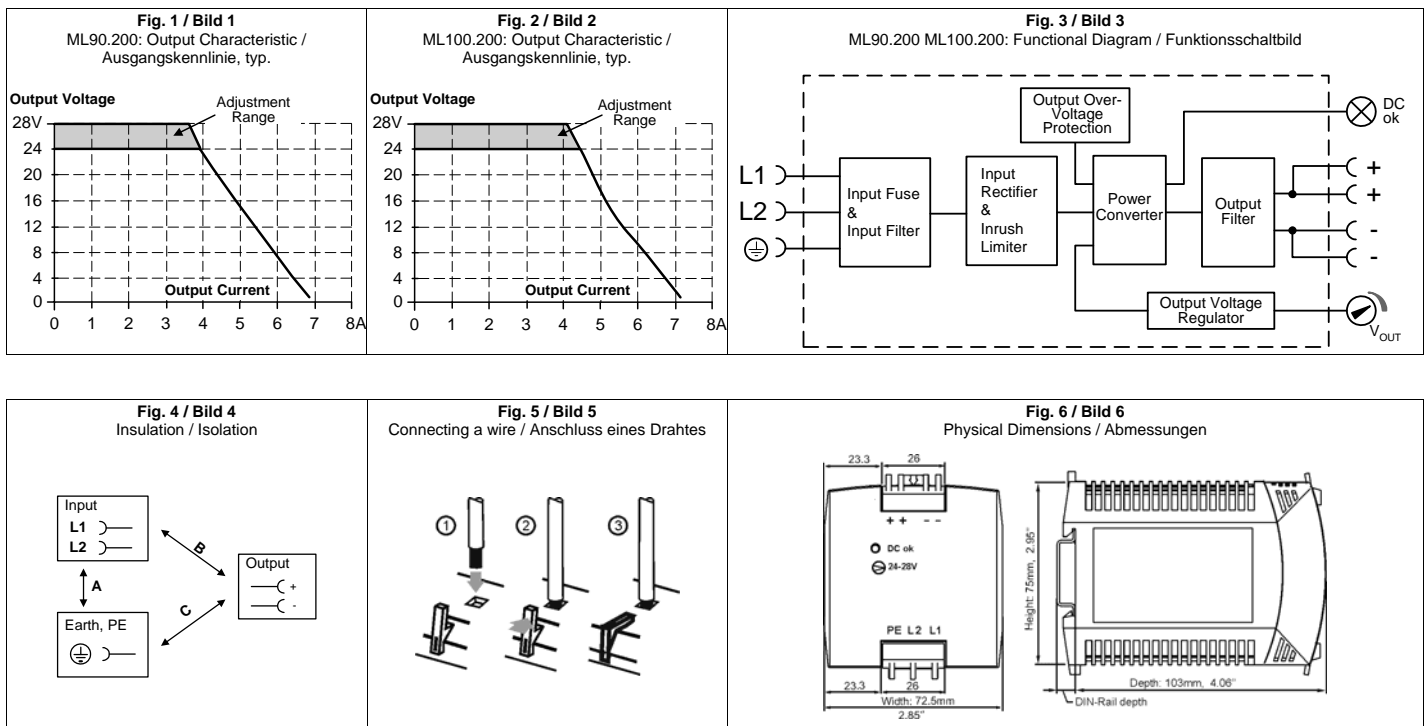 Fig. 1 / Bild 1
ML90.200: Output Characteristic /
Ausgangskennlinie, typ.
Output Voltage
Adjustment
Range
28V
24
20
16
12
8
4
0
Output Current
0 1 2 3 4 5 6 7 8A
Fig. 2 / Bild 2
ML100.200: Output Characteristic /
Ausgangskennlinie, typ.
Output Voltage
Adjustment
Range
28V
24
20
16
12
8
4
0
Output Current
0 1 2 3 4 5 6 7 8A
Fig. 3 / Bild 3
ML90.200 ML100.200: Functional Diagram / Funktionsschaltbild
Output Over-
Voltage
Protection
DC
ok
L1
L2
Input Fuse
&
Input Filter
Input
Rectifier
&
Inrush
Limiter
Power
Converter
Output
Filter
+
+
-
-
Output Voltage
Regulator
VOUT
Fig. 4 / Bild 4
Insulation / Isolation
Input
L1
L2
A
B
C
Output
+
-
Earth, PE
Fig. 5 / Bild 5
Connecting a wire / Anschluss eines Drahtes
1
2
3
Fig. 6 / Bild 6
Physical Dimensions / Abmessungen
23.3 26
+ + - -
DC ok
24-28V
PE L2 L1
23.3 26
Width: 72.5mm
2.85"
Height: 75mm, 2.95"
Depth: 103mm, 4.06"
DIN-Rail depth